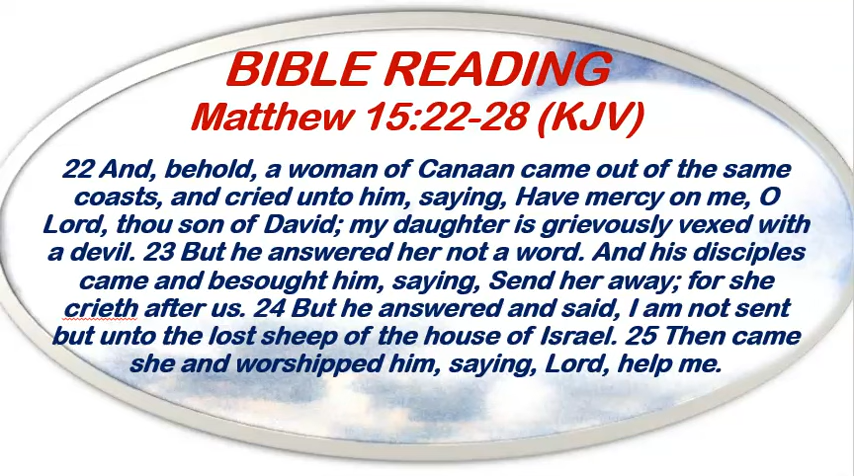 BIBLE READING
Matthew 15:22-28 (KJV)
22 And, behold, a woman of Canaan came out of the same
coasts, and cried unto him, saying, Have mercy on me, O
Lord, thou son of David; my daughter is grievously vexed with
a devil. 23 But he answered her not a word. And his disciples
came and besought him, saying, Send her away; for she
crieth after us. 24 But he answered and said, I am not sent
but unto the lost sheep of the house of Israel. 25 Then came
she and worshipped him, saying, Lord, help me.